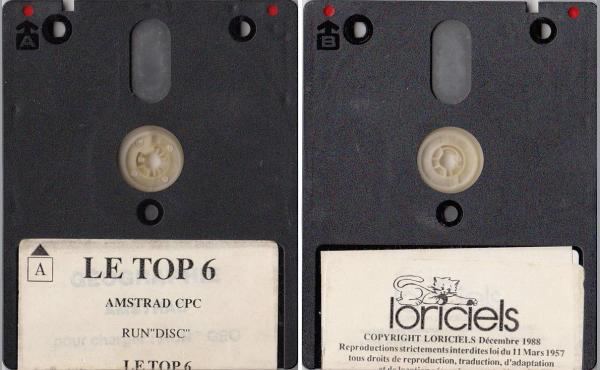 A
A
LE TOP 6
AMSTRAD CPC
RUN"DISC"
LE TOP 6
B
loriciels
COPYRIGHT LORICIELS Décembre 1988
Reproductions strictement interdites loi du 11 Mars 1957
tous droits de reproduction, traduction, d'adaptation